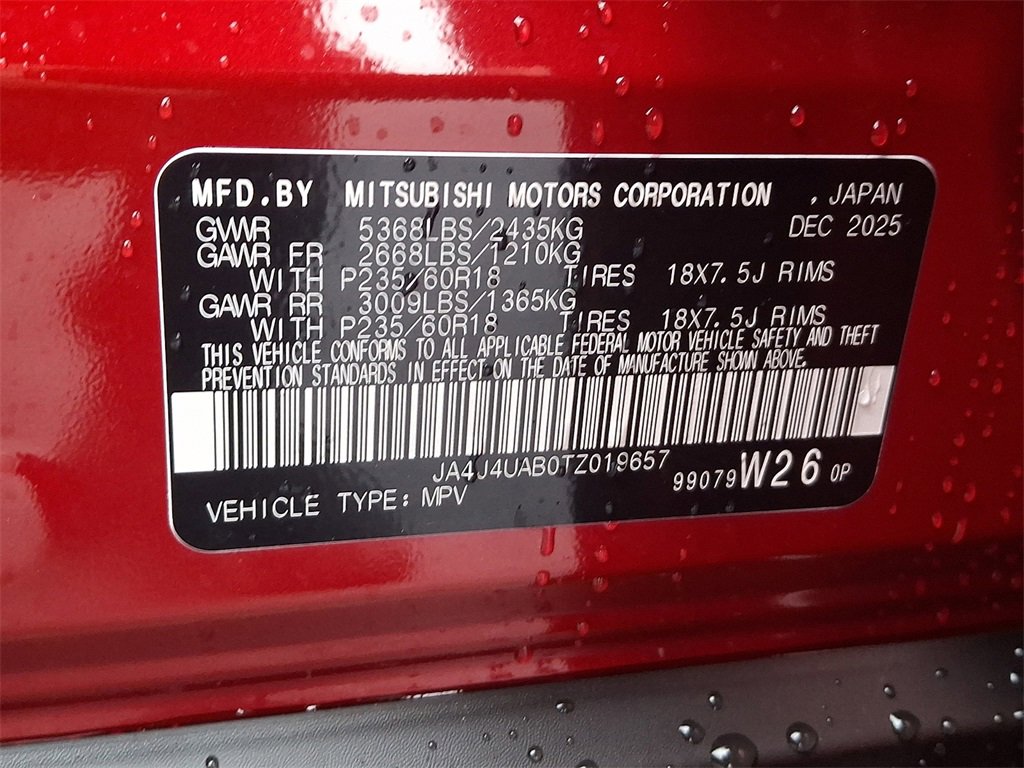 MFD.BY MITSUBISHI MOTORS CORPORATION , JAPAN
GVWR 5368LBS/2435KG DEC 2025
GAWR FR 2668LBS/1210KG
WITH P235/60R18 TIRES 18X7.5J RIMS
GAWR RR 3009LBS/1365KG
WITH P235/60R18 TIRES 18X7.5J RIMS
THIS VEHICLE CONFORMS TO ALL APPLICABLE FEDERAL MOTOR VEHICLE SAFETY AND THEFT
PREVENTION STANDARDS IN EFFECT ON THE DATE OF MANUFACTURE SHOWN ABOVE.
JA4J4UAB0TZ019657
VEHICLE TYPE: MPV 99079 W26 0P